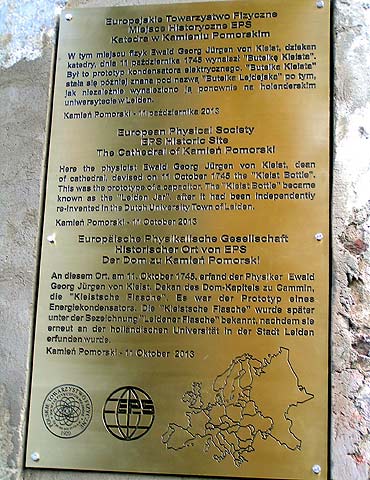 Europejskie Towarzystwo Fizyczne
Miejsce Historyczne EPS
Katedra w Kamieniu Pomorskim
W tym miejscu fizyk Ewald Georg Jürgen von Kleist, dziekan
katedry, dnia 11 października 1745 wynalazł "Butelkę Kleista".
Był to prototyp kondensatora elektrycznego. "Butelka Kleista"
stała się później znana pod nazwą "Butelka Lejdejska" po tym,
jak niezależnie wynaleziono ją ponownie na holenderskim
uniwersytecie w Leiden.
Kamień Pomorski - 11 października 2013
European Physical Society
EPS Historic Site
The Cathedral of Kamień Pomorski
Here the physicist Ewald Georg Jürgen von Kleist, dean
of cathedral, devised on 11 October 1745 the "Kleist Bottle".
This was the prototype of a capacitor. The "Kleist Bottle" became
known as the "Leiden Jar", after it had been independently
re-invented in the Dutch University Town of Leiden.
Kamień Pomorski - 11 October 2013
Europäische Physikalische Gesellschaft
Historischer Ort von EPS
Der Dom zu Kamień Pomorski
An diesem Ort, am 11. Oktober 1745, erfand der Physiker Ewald
Georg Jürgen von Kleist, Dekan des Dom-Kapitels zu Cammin,
die "Kleistsche Flasche". Es war der Prototyp eines
Energiekondensators. Die "Kleistsche Flasche" wurde später
unter der Bezeichnung "Leidener Flasche" bekannt, nachdem sie
erneut an der holländischen Universität in der Stadt Leiden
erfunden wurde.
Kamień Pomorski - 11 Oktober 2013
POLSKIE TOWARZYSTWO FIZYCZNE
1920
EPS